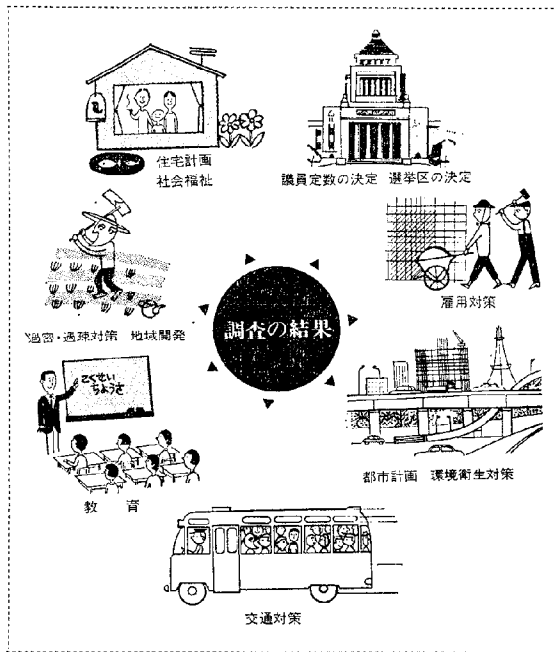 住宅計画
社会福祉
議員定数の決定 選挙区の決定
雇用対策
過密・過疎対策 地域開発
調査の結果
こくせい
ちょうさ
都市計画 環境衛生対策
教育
交通対策